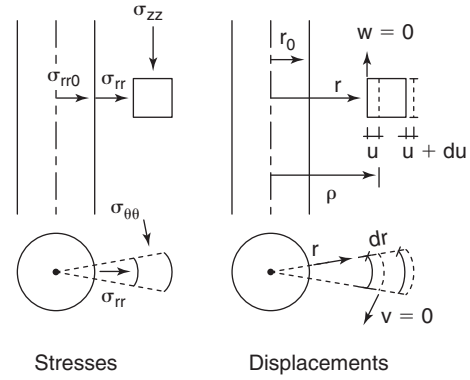 σzz
σrr0
σrr
σθθ
σrr
Stresses
r0
w = 0
r
u
u + du
ρ
r
dr
v = 0
Displacements